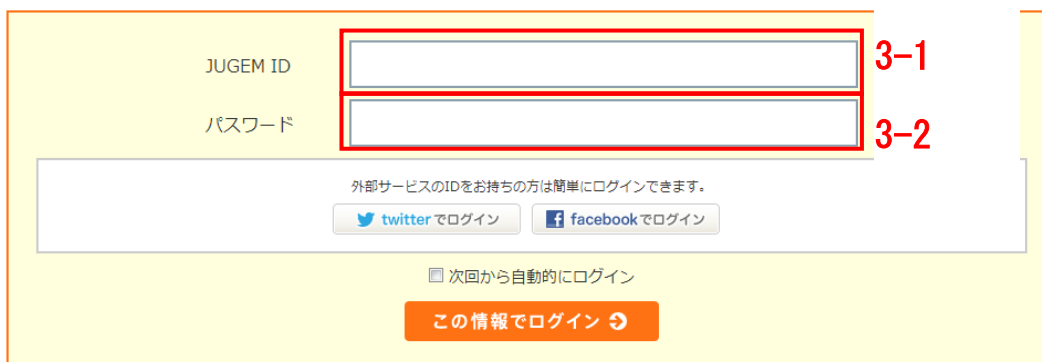 JUGEM ID
3-1
パスワード
3-2
外部サービスのIDをお持ちの方は簡単にログインできます。
twitterでログイン
facebookでログイン
次回から自動的にログイン
この情報でログイン